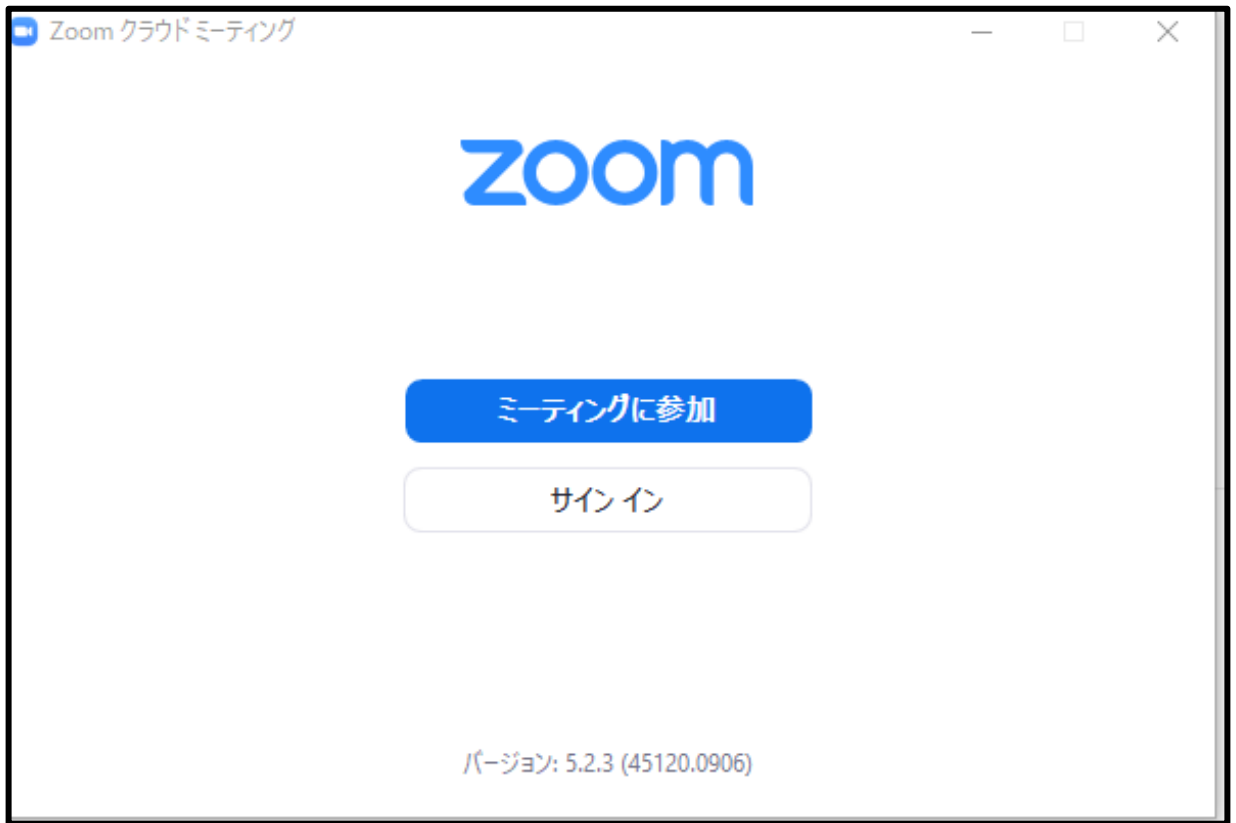 Zoom クラウド ミーティング
zoom
ミーティングに参加
サイン イン
バージョン: 5.2.3 (45120.0906)